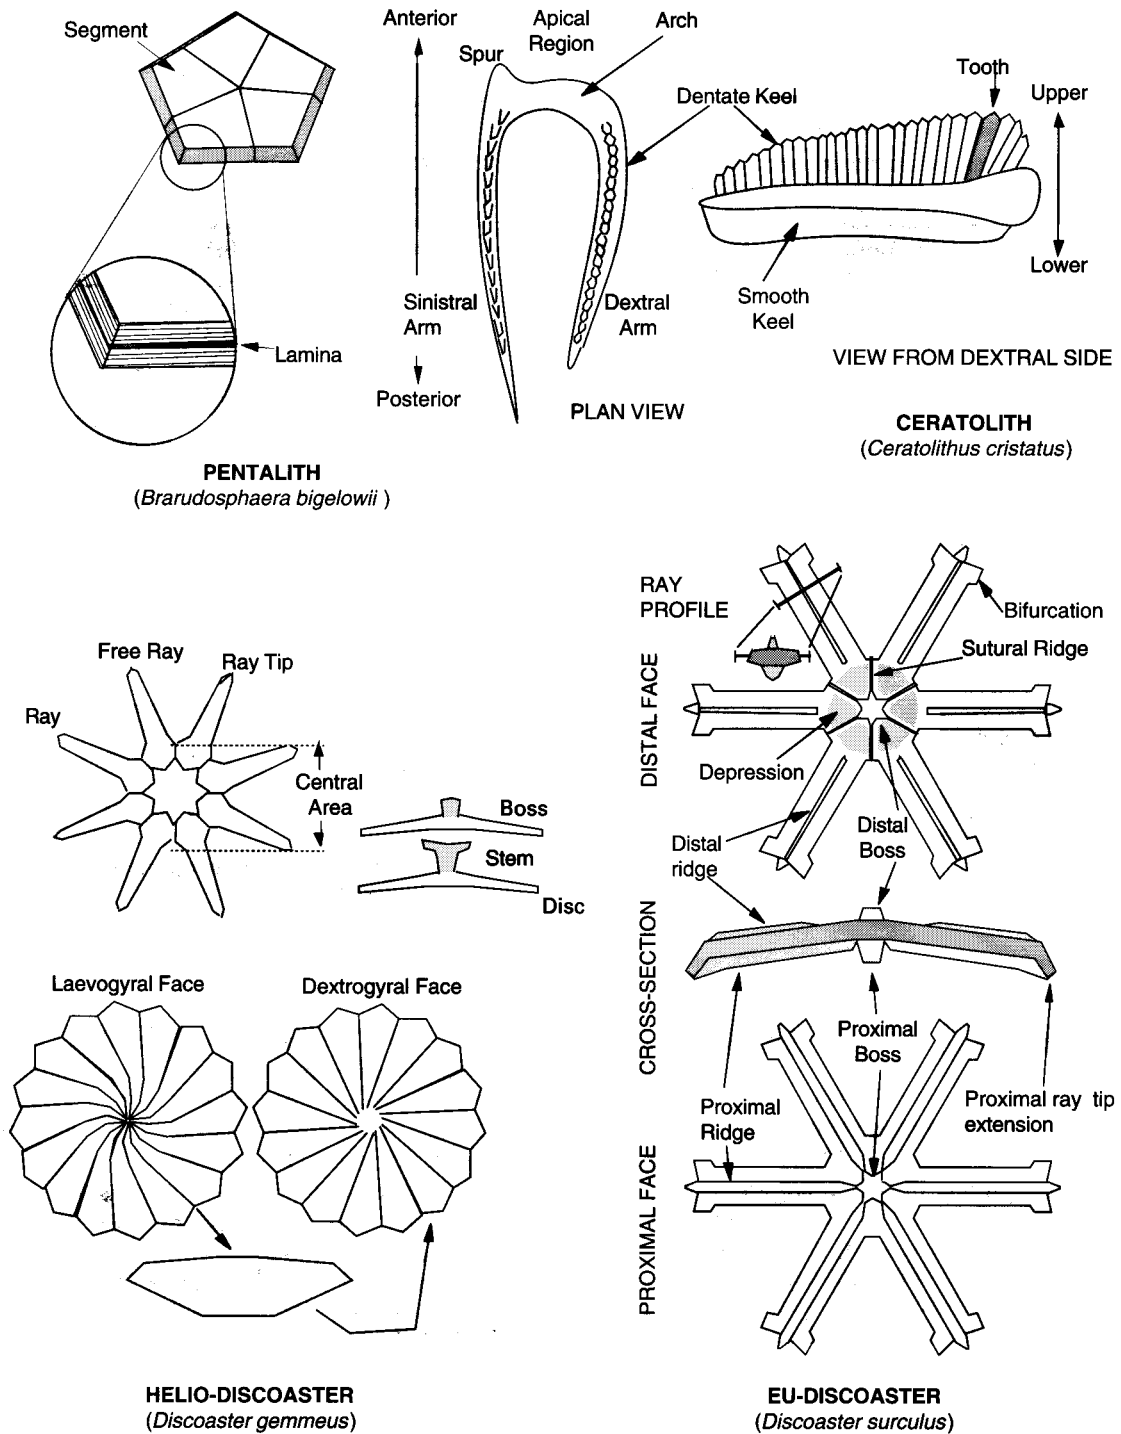 Segment
Lamina
PENTALITH
(Brarudosphaera bigelowii )
Anterior
Apical
Region
Arch
Spur
Dentate Keel
Sinistral
Arm
Dextral
Arm
Posterior
PLAN VIEW
Tooth
Upper
Lower
Smooth
Keel
VIEW FROM DEXTRAL SIDE
CERATOLITH
(Ceratolithus cristatus)
Free Ray
Ray Tip
Ray
Central
Area
Boss
Stem
Disc
Laevogyral Face
Dextrogyral Face
HELIO-DISCOASTER
(Discoaster gemmeus)
RAY
PROFILE
Bifurcation
Sutural Ridge
DISTAL FACE
Depression
Distal
Boss
Distal
ridge
CROSS-SECTION
Proximal
Boss
Proximal
Ridge
Proximal ray tip
extension
PROXIMAL FACE
EU-DISCOASTER
(Discoaster surculus)